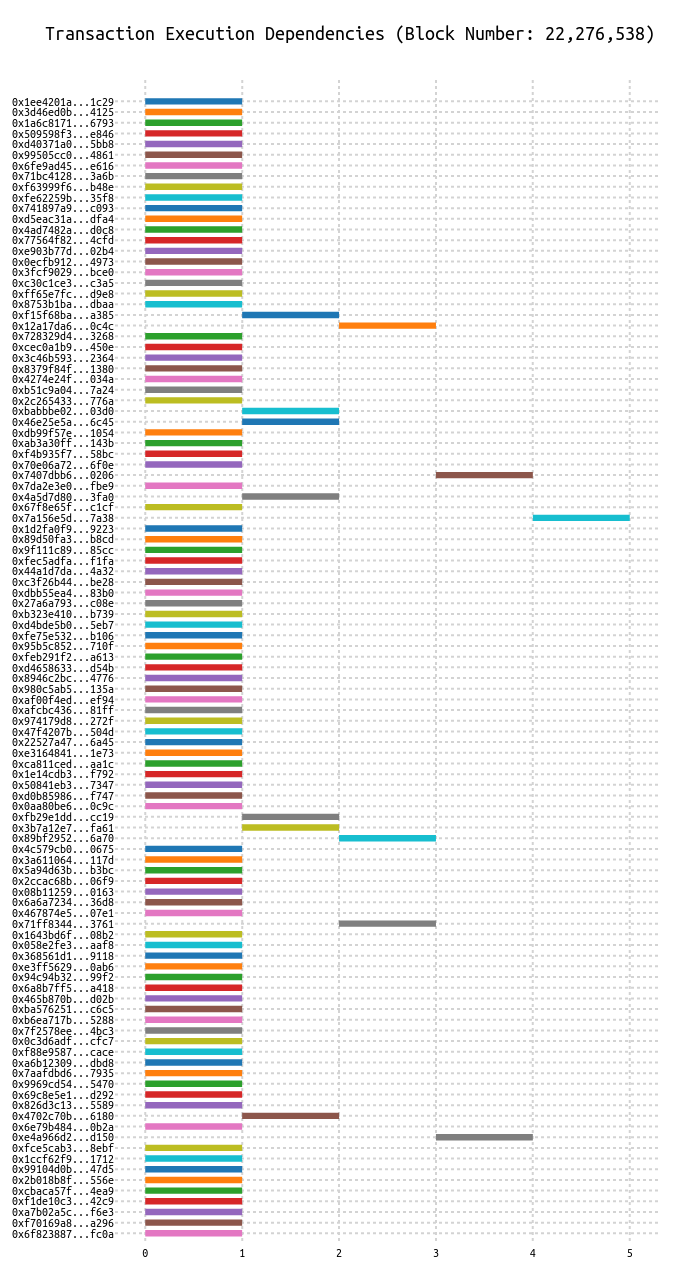 Transaction Execution Dependencies (Block Number: 22,276,538)
0x1ee4201a...1c29
0x3d46ed0b...4125
0x1a6c8171...6793
0x509598f3...e846
0xd40371a0...5bb8
0x99505cc0...4861
0x6fe9ad45...e616
0x71bc4128...3a6b
0xf63999f6...b48e
0xfe62259b...35f8
0x741897a9...c093
0xd5eac31a...dfa4
0x4ad7482a...d0c8
0x77564f82...4cfd
0xe903b77d...02b4
0x0ecfb912...4973
0x3fcf9029...bce0
0xc30c1ce3...c3a5
0xff65e7fc...d9e8
0x8753b1ba...dbaa
0xf15f68ba...a385
0x12a17da6...0c4c
0x728329d4...3268
0xcec0a1b9...450e
0x3c46b593...2364
0x8379f84f...1380
0x4274e24f...034a
0xb51c9a04...7a24
0x2c265433...776a
0xbabbbe02...03d0
0x46e25e5a...6c45
0xdb99f57e...1054
0xab3a30ff...143b
0xf4b935f7...58bc
0x70e06a72...6f0e
0x7407dbb6...0206
0x7da2e3e0...fbe9
0x4a5d7d80...3fa0
0x67f8e65f...c1cf
0x7a156e5d...7a38
0x1d2fa0f9...9223
0x89d50fa3...b8cd
0x9f111c89...85cc
0xfec5adfa...f1fa
0x44a1d7da...4a32
0xc3f26b44...be28
0xdbb55ea4...83b0
0x27a6a793...c08e
0xb323e410...b739
0xd4bde5b0...5eb7
0xfe75e532...b106
0x95b5c852...710f
0xfeb291f2...a613
0xd4658633...d54b
0x8946c2bc...4776
0x980c5ab5...135a
0xaf00f4ed...ef94
0xafcbc436...81ff
0x974179d8...272f
0x47f4207b...504d
0x22527a47...6a45
0xe3164841...1e73
0xca811ced...aa1c
0x1e14cdb3...f792
0x50841eb3...7347
0xd0b85986...f747
0x0aa80be6...0c9c
0xfb29e1dd...cc19
0x3b7a12e7...fa61
0x89bf2952...6a70
0x4c579cb0...0675
0x3a611064...117d
0x5a94d63b...b3bc
0x2ccac68b...06f9
0x08b11259...0163
0x6a6a7234...36d8
0x467874e5...07e1
0x71ff8344...3761
0x1643bd6f...08b2
0x058e2fe3...aaf8
0x368561d1...9118
0xe3ff5629...0ab6
0x94c94b32...99f2
0x6a8b7ff5...a418
0x465b870b...d02b
0xba576251...c6c5
0xb6ea717b...5288
0x7f2578ee...4bc3
0x0c3d6adf...cfc7
0xf88e9587...cace
0xa6b12309...dbd8
0x7aafdbd6...7935
0x9969cd54...5470
0x69c8e5e1...d292
0x826d3c13...5589
0x4702c70b...6180
0x6e79b484...0b2a
0xe4a966d2...d150
0xfce5cab3...8ebf
0x1ccf62f9...1712
0x99104d0b...47d5
0x2b018b8f...556e
0xcbaca57f...4ea9
0xf1de10c3...42c9
0xa7b02a5c...f6e3
0xf70169a8...a296
0x6f823887...fc0a
0 1 2 3 4 5